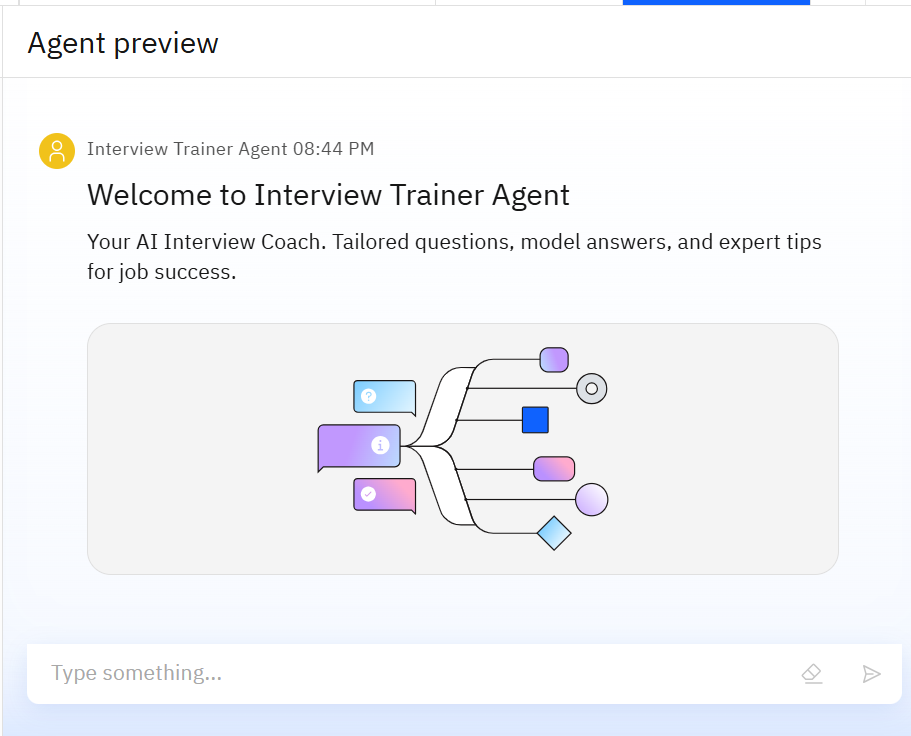 Agent preview
Interview Trainer Agent 08:44 PM
Welcome to Interview Trainer Agent
Your AI Interview Coach. Tailored questions, model answers, and expert tips
for job success.
?
i
Type something...